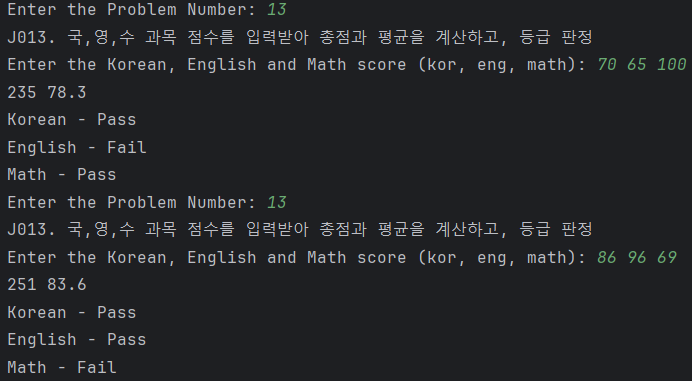 Enter the Problem Number: 13
J013. 국,영,수 과목 점수를 입력받아 총점과 평균을 계산하고, 등급 판정
Enter the Korean, English and Math score (kor, eng, math): 70 65 100
235 78.3
Korean - Pass
English - Fail
Math - Pass
Enter the Problem Number: 13
J013. 국,영,수 과목 점수를 입력받아 총점과 평균을 계산하고, 등급 판정
Enter the Korean, English and Math score (kor, eng, math): 86 96 69
251 83.6
Korean - Pass
English - Pass
Math - Fail